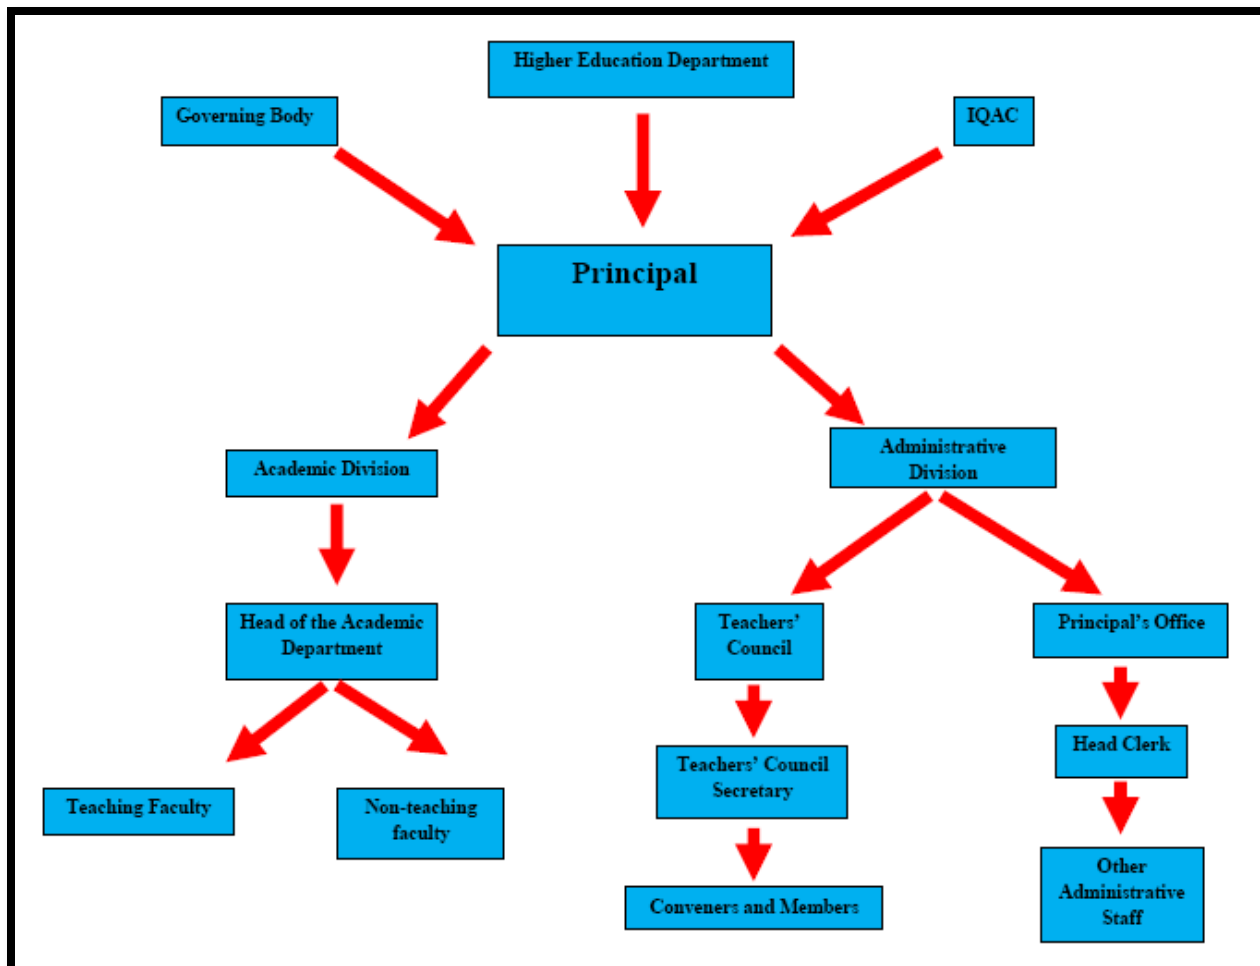 Higher Education Department
Governing Body
IQAC
Principal
Academic Division
Administrative
Division
Head of the Academic
Department
Teachers’
Council
Principal’s Office
Teaching Faculty
Non-teaching
faculty
Teachers’ Council
Secretary
Head Clerk
Conveners and Members
Other
Administrative
Staff